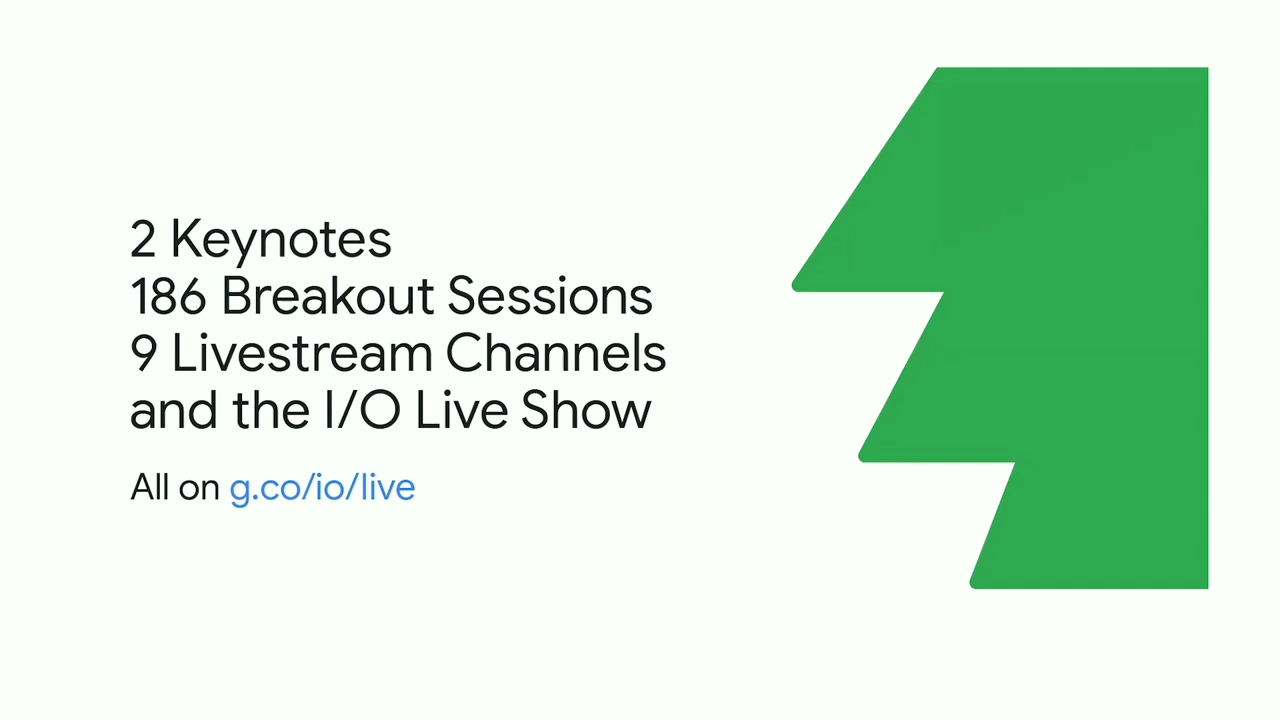 2 Keynotes
186 Breakout Sessions
9 Livestream Channels
and the I/O Live Show
All on g.co/io/live